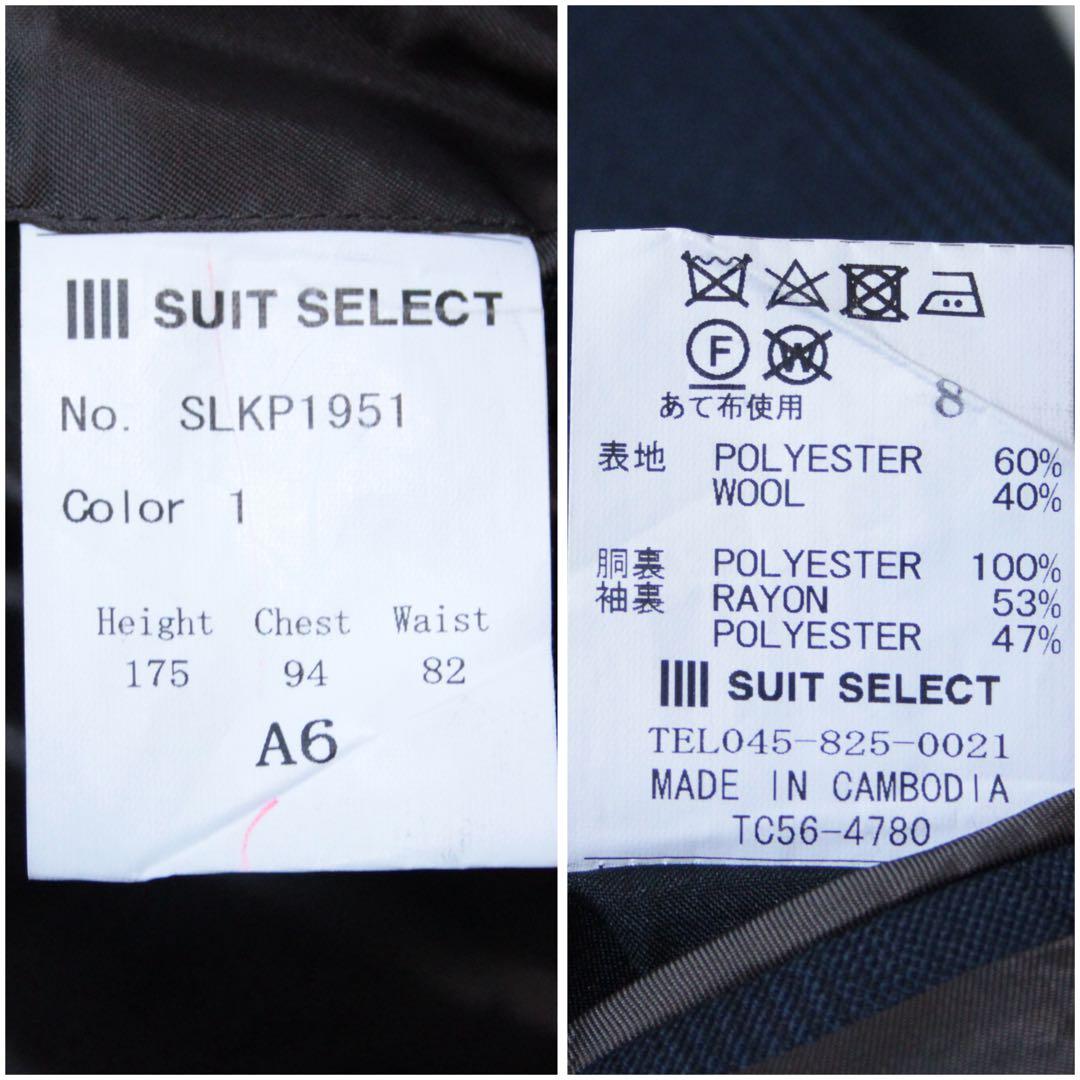 SUIT SELECT
No. SLKP1951
Color 1
Height Chest Waist
175 94 82
A6
F W
あて布使用 8
表地 POLYESTER 60%
WOOL 40%
胴裏 POLYESTER 100%
袖裏 RAYON 53%
POLYESTER 47%
SUIT SELECT
TEL045-825-0021
MADE IN CAMBODIA
TC56-4780